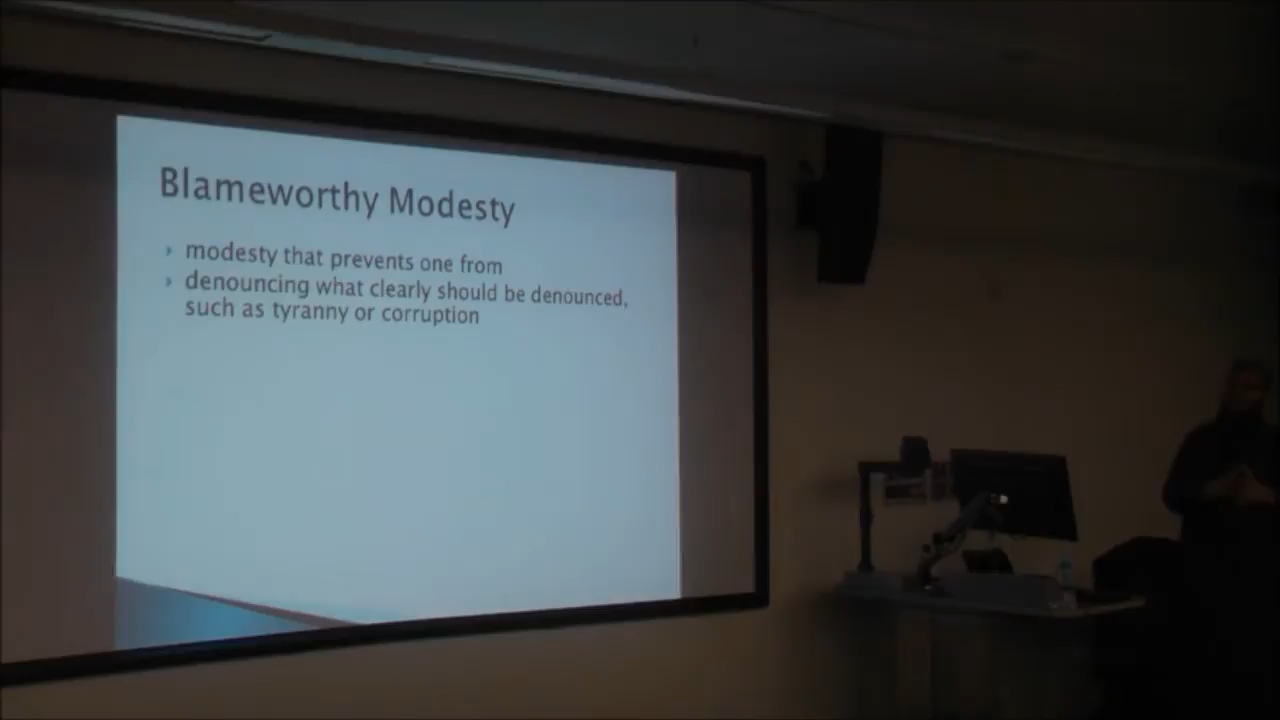 Blameworthy Modesty
modesty that prevents one from
denouncing what clearly should be denounced,
such as tyranny or corruption